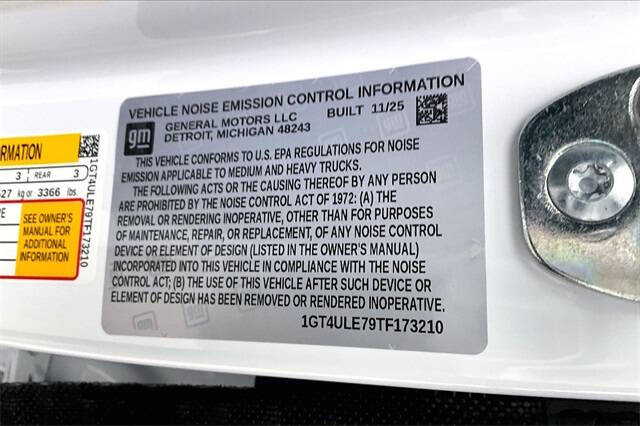 VEHICLE NOISE EMISSION CONTROL INFORMATION
gm
GENERAL MOTORS LLC BUILT 11/25
DETROIT, MICHIGAN 48243
THIS VEHICLE CONFORMS TO U.S. EPA REGULATIONS FOR NOISE
EMISSION APPLICABLE TO MEDIUM AND HEAVY TRUCKS.
THE FOLLOWING ACTS OR THE CAUSING THEREOF BY ANY PERSON
ARE PROHIBITED BY THE NOISE CONTROL ACT OF 1972: (A) THE
REMOVAL OR RENDERING INOPERATIVE, OTHER THAN FOR PURPOSES
OF MAINTENANCE, REPAIR, OR REPLACEMENT, OF ANY NOISE CONTROL
DEVICE OR ELEMENT OF DESIGN (LISTED IN THE OWNER'S MANUAL)
INCORPORATED INTO THIS VEHICLE IN COMPLIANCE WITH THE NOISE
CONTROL ACT; (B) THE USE OF THIS VEHICLE AFTER SUCH DEVICE OR
ELEMENT OF DESIGN HAS BEEN REMOVED OR RENDERED INOPERATIVE.
1GT4ULE79TF173210
RMATION
3 REAR 3
527 kg or 3366 lbs.
SEE OWNER'S
MANUAL FOR
ADDITIONAL
INFORMATION
1GT4ULE79TF173210